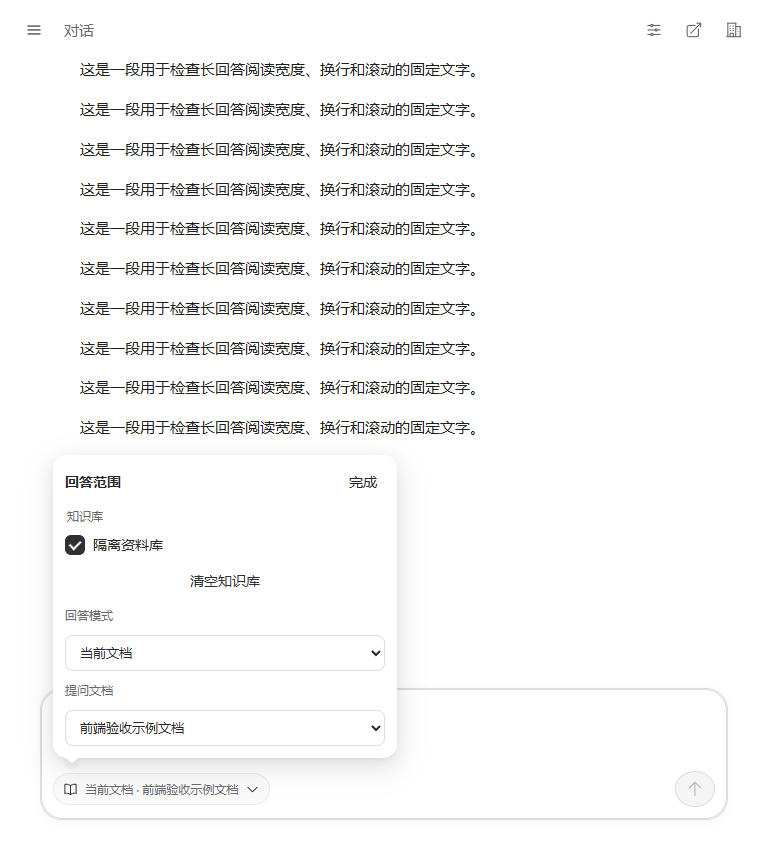 对话
这是一段用于检查长回答阅读宽度、换行和滚动的固定文字。
这是一段用于检查长回答阅读宽度、换行和滚动的固定文字。
这是一段用于检查长回答阅读宽度、换行和滚动的固定文字。
这是一段用于检查长回答阅读宽度、换行和滚动的固定文字。
这是一段用于检查长回答阅读宽度、换行和滚动的固定文字。
这是一段用于检查长回答阅读宽度、换行和滚动的固定文字。
这是一段用于检查长回答阅读宽度、换行和滚动的固定文字。
这是一段用于检查长回答阅读宽度、换行和滚动的固定文字。
这是一段用于检查长回答阅读宽度、换行和滚动的固定文字。
这是一段用于检查长回答阅读宽度、换行和滚动的固定文字。
回答范围 完成
知识库
隔离资料库
清空知识库
回答模式
当前文档
提问文档
前端验收示例文档
当前文档 · 前端验收示例文档